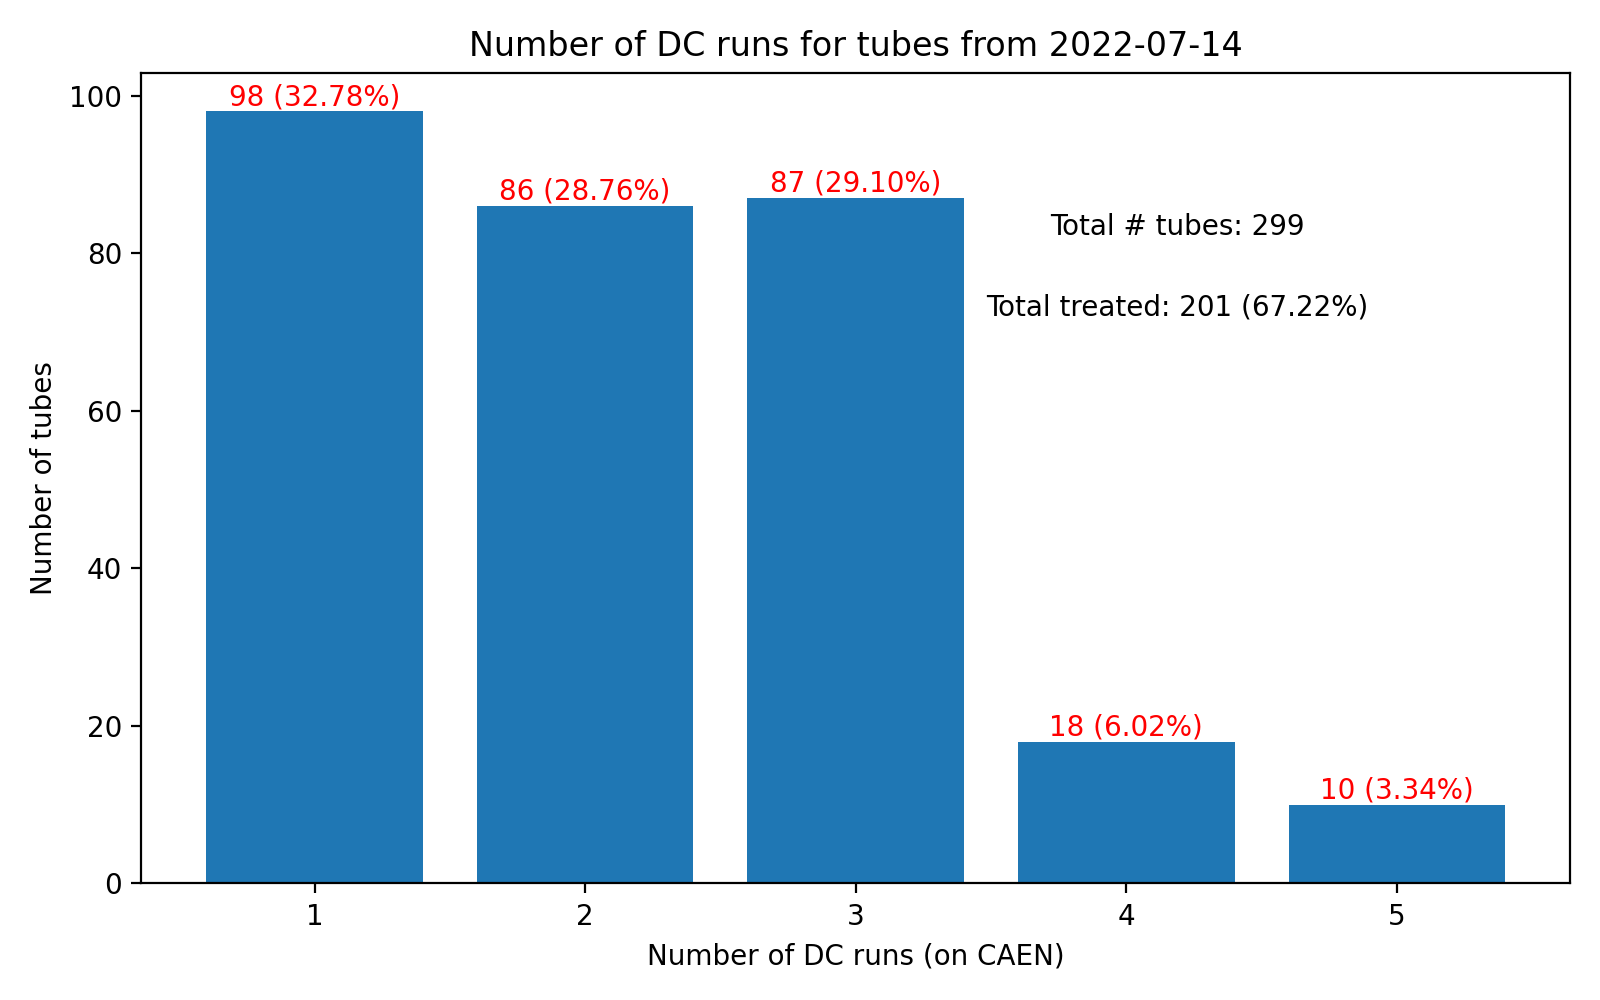 Number of DC runs for tubes from 2022-07-14
98 (32.78%)
86 (28.76%)
87 (29.10%)
18 (6.02%)
10 (3.34%)
Total # tubes: 299
Total treated: 201 (67.22%)
Number of tubes
100
80
60
40
20
0
1 2 3 4 5
Number of DC runs (on CAEN)